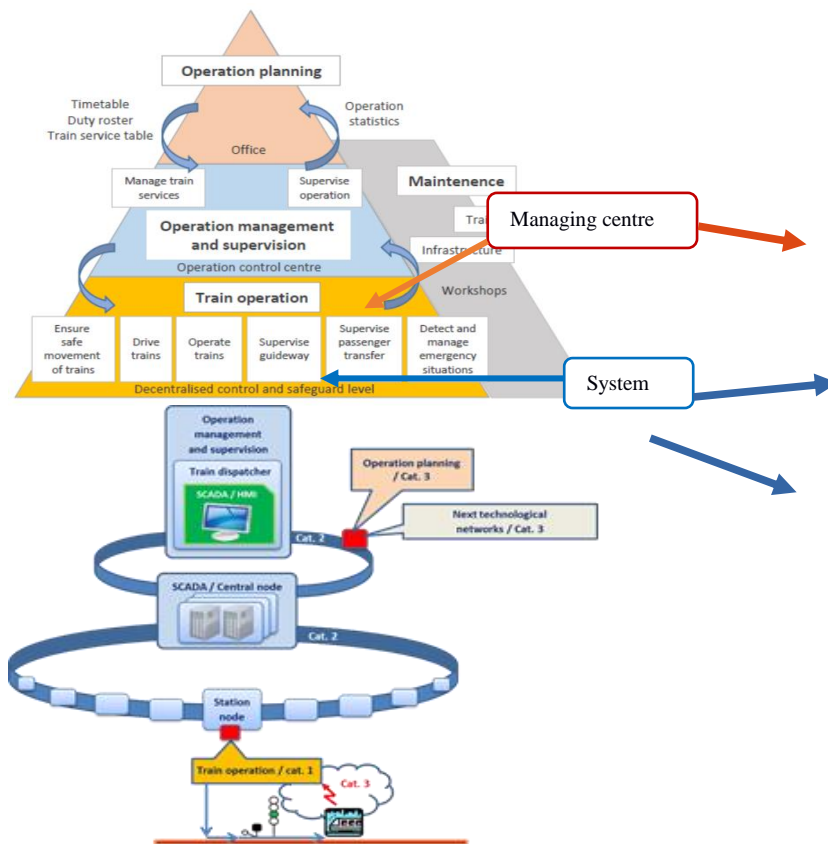 Operation planning
Timetable
Duty roster
Train service table
Operation
statistics
Office
Manage train
services
Supervise
operation
Maintenence
Managing centre
Trai
Operation management
and supervision
Infrastructure
Operation control centre
Workshops
Train operation
Ensure
safe
movement
of trains
Drive
trains
Operate
trains
Supervise
guideway
Supervise
passenger
transfer
Detect and
manage
emergency
situations
System
Decentralised control and safeguard level
Operation
management
and supervision
Train dispatcher
SCADA / HMI
Operation planning
/ Cat. 3
Next technological
networks / Cat. 3
Cat. 2
SCADA / Central node
Cat. 2
Station
node
Train operation / cat. 1
Cat. 3